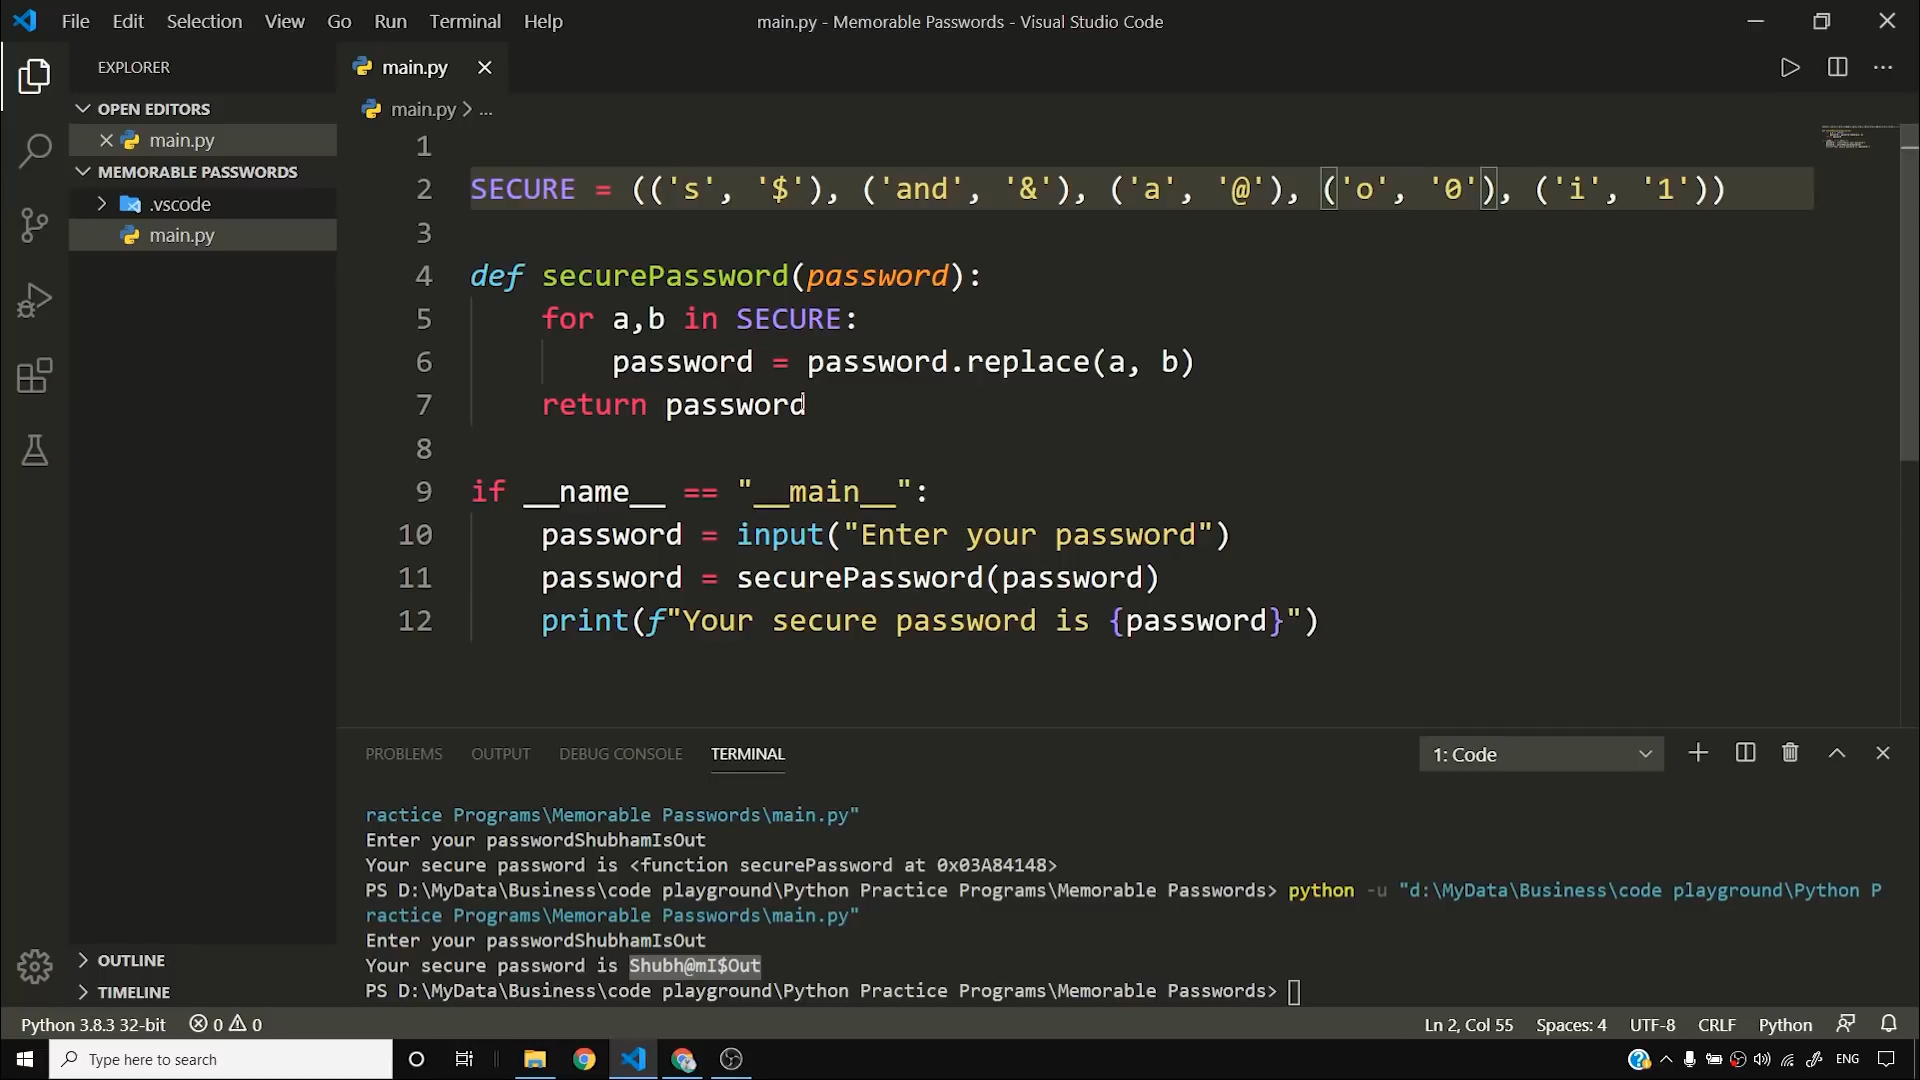 File Edit Selection View Go Run Terminal Help
main.py - Memorable Passwords - Visual Studio Code
EXPLORER
OPEN EDITORS
main.py
MEMORABLE PASSWORDS
.vscode
main.py
OUTLINE
TIMELINE
main.py
main.py > ...
1
2 SECURE = (('s', '$'), ('and', '&'), ('a', '@'), ('o', '0'), ('i', '1'))
3
4 def securePassword(password):
5 for a,b in SECURE:
6 password = password.replace(a, b)
7 return password
8
9 if __name__ == "__main__":
10 password = input("Enter your password")
11 password = securePassword(password)
12 print(f"Your secure password is {password}")
PROBLEMS OUTPUT DEBUG CONSOLE TERMINAL
1: Code
ractice Programs\Memorable Passwords\main.py"
Enter your passwordShubhamIsOut
Your secure password is <function securePassword at 0x03A84148>
PS D:\MyData\Business\code playground\Python Practice Programs\Memorable Passwords> python -u "d:\MyData\Business\code playground\Python P
ractice Programs\Memorable Passwords\main.py"
Enter your passwordShubhamIsOut
Your secure password is Shubh@mI$Out
PS D:\MyData\Business\code playground\Python Practice Programs\Memorable Passwords>
Python 3.8.3 32-bit 0 0
Ln 2, Col 55 Spaces: 4 UTF-8 CRLF Python
Type here to search
ENG